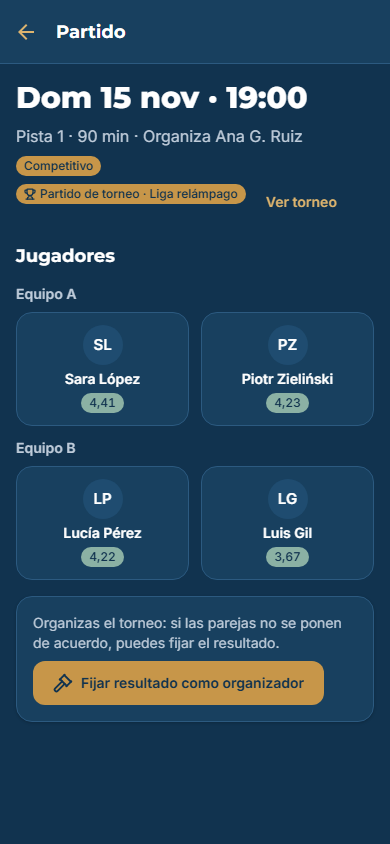 Partido
Dom 15 nov · 19:00
Pista 1 · 90 min · Organiza Ana G. Ruiz
Competitivo
Partido de torneo · Liga relámpago
Ver torneo
Jugadores
Equipo A
SL
PZ
Sara López
Piotr Zieliński
4,41
4,23
Equipo B
LP
LG
Lucía Pérez
Luis Gil
4,22
3,67
Organizas el torneo: si las parejas no se ponen
de acuerdo, puedes fijar el resultado.
Fijar resultado como organizador